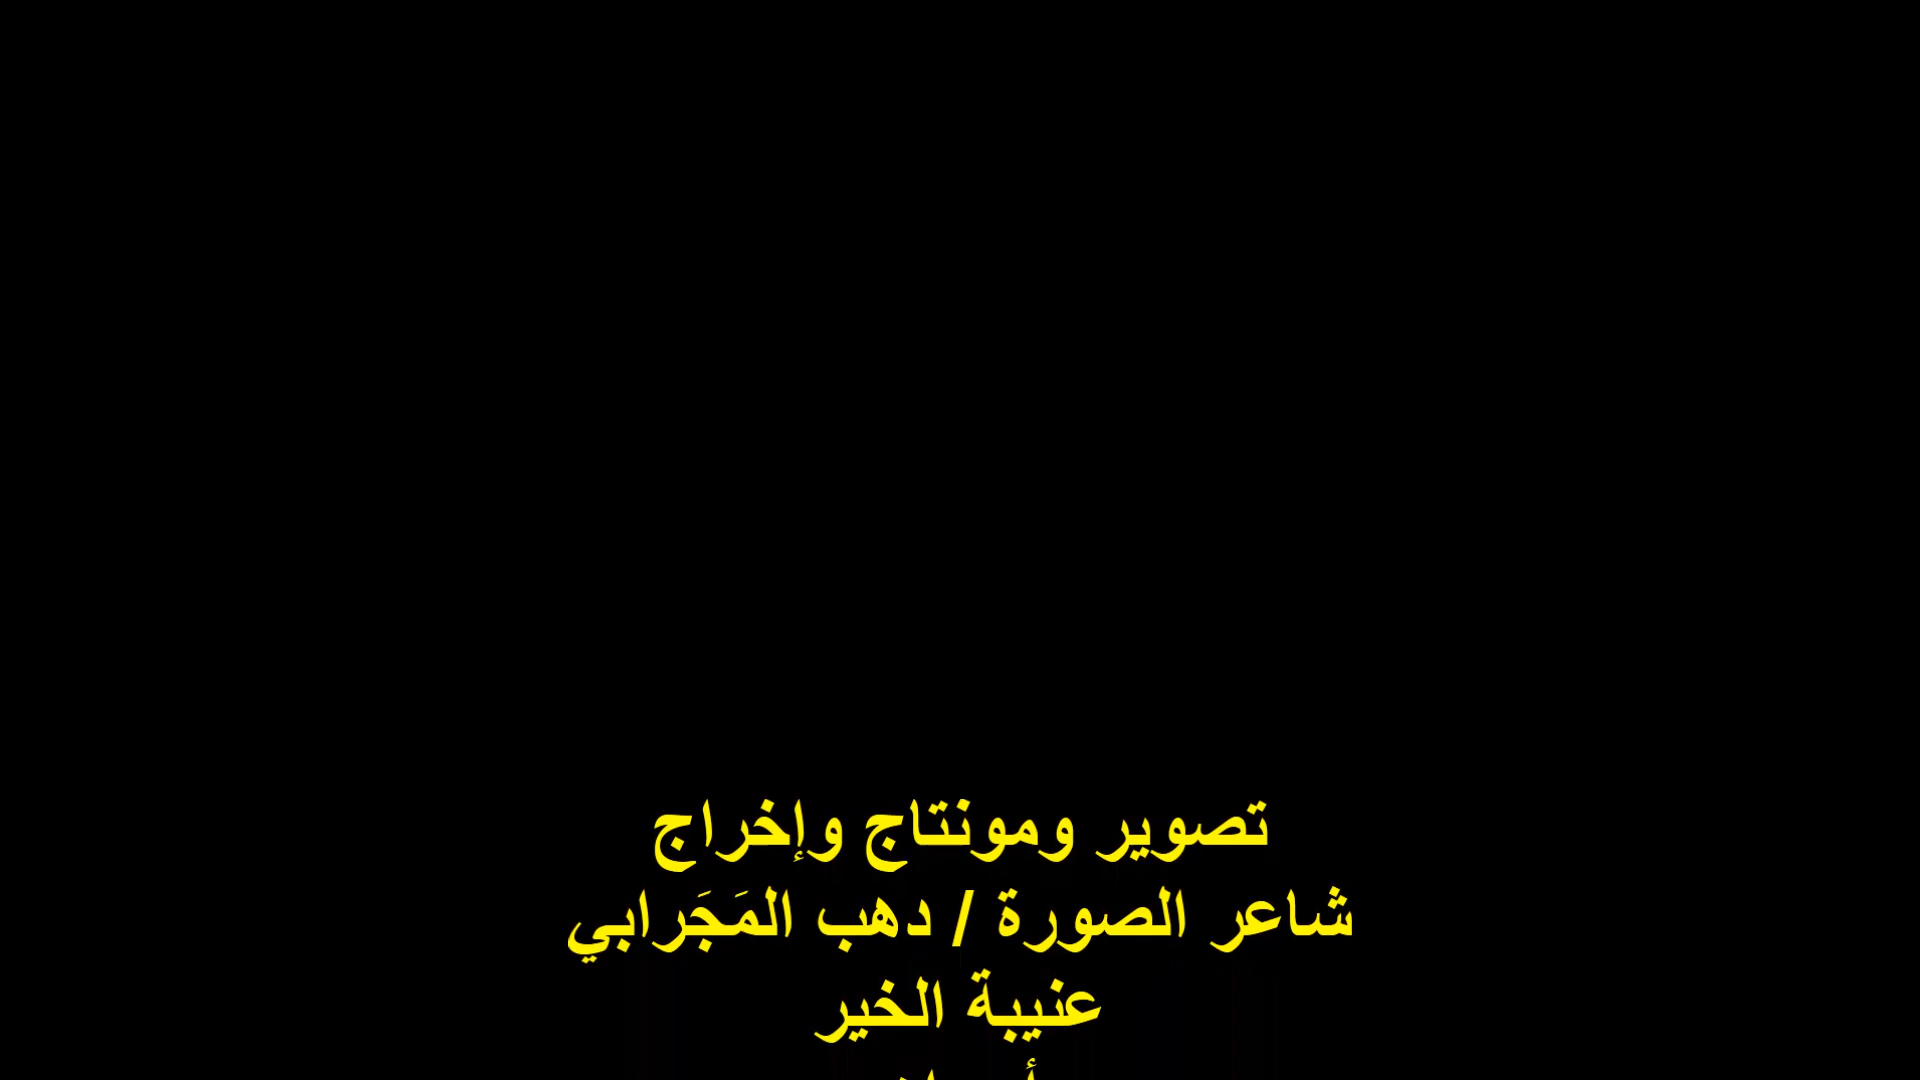 تصوير ومونتاج وإخراج
شاعر الصورة / دهب المَجَرابي
عنيبة الخير